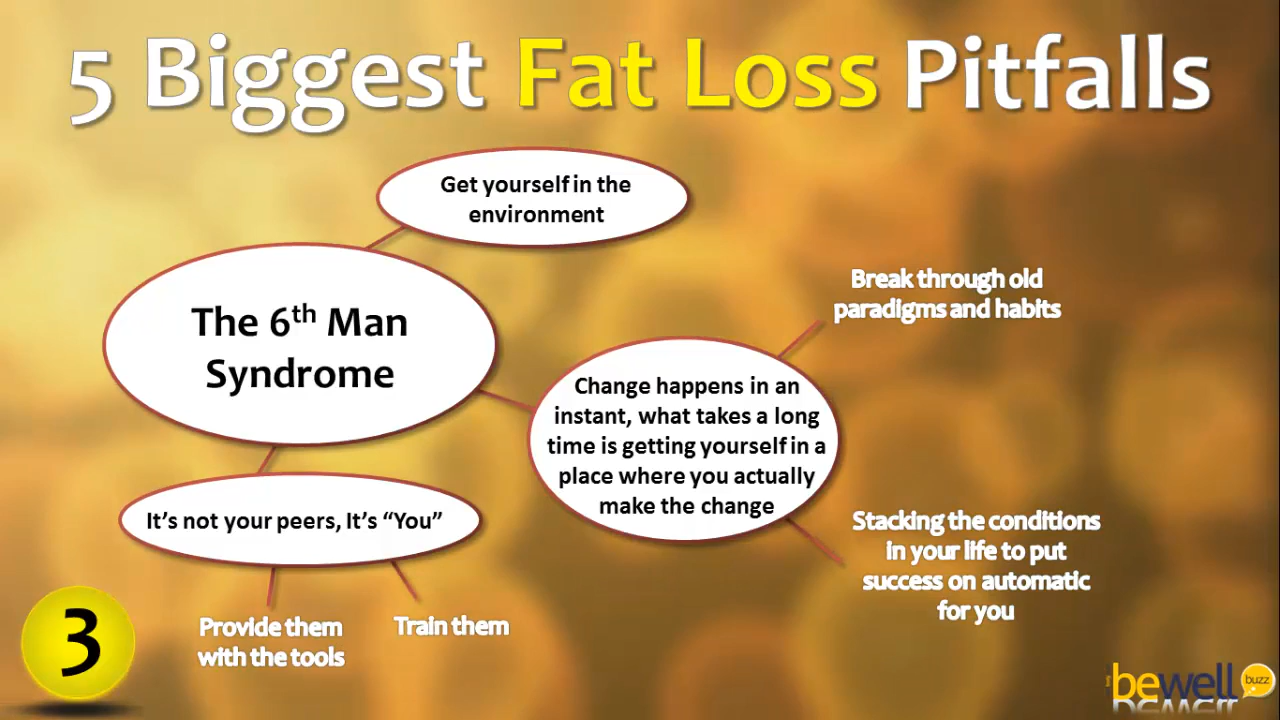 5 Biggest Fat Loss Pitfalls
Get yourself in the
environment
The 6th Man
Syndrome
Break through old
paradigms and habits
Change happens in an
instant, what takes a long
time is getting yourself in a
place where you actually
make the change
It's not your peers, It's "You"
Stacking the conditions
in your life to put
success on automatic
for you
Provide them
with the tools
Train them
3
bewell
buzz